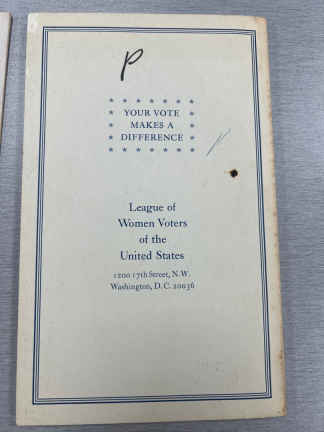 P
YOUR VOTE
MAKES A
DIFFERENCE
League of
Women Voters
of the
United States
1200 17th Street, N.W.
Washington, D.C. 20036